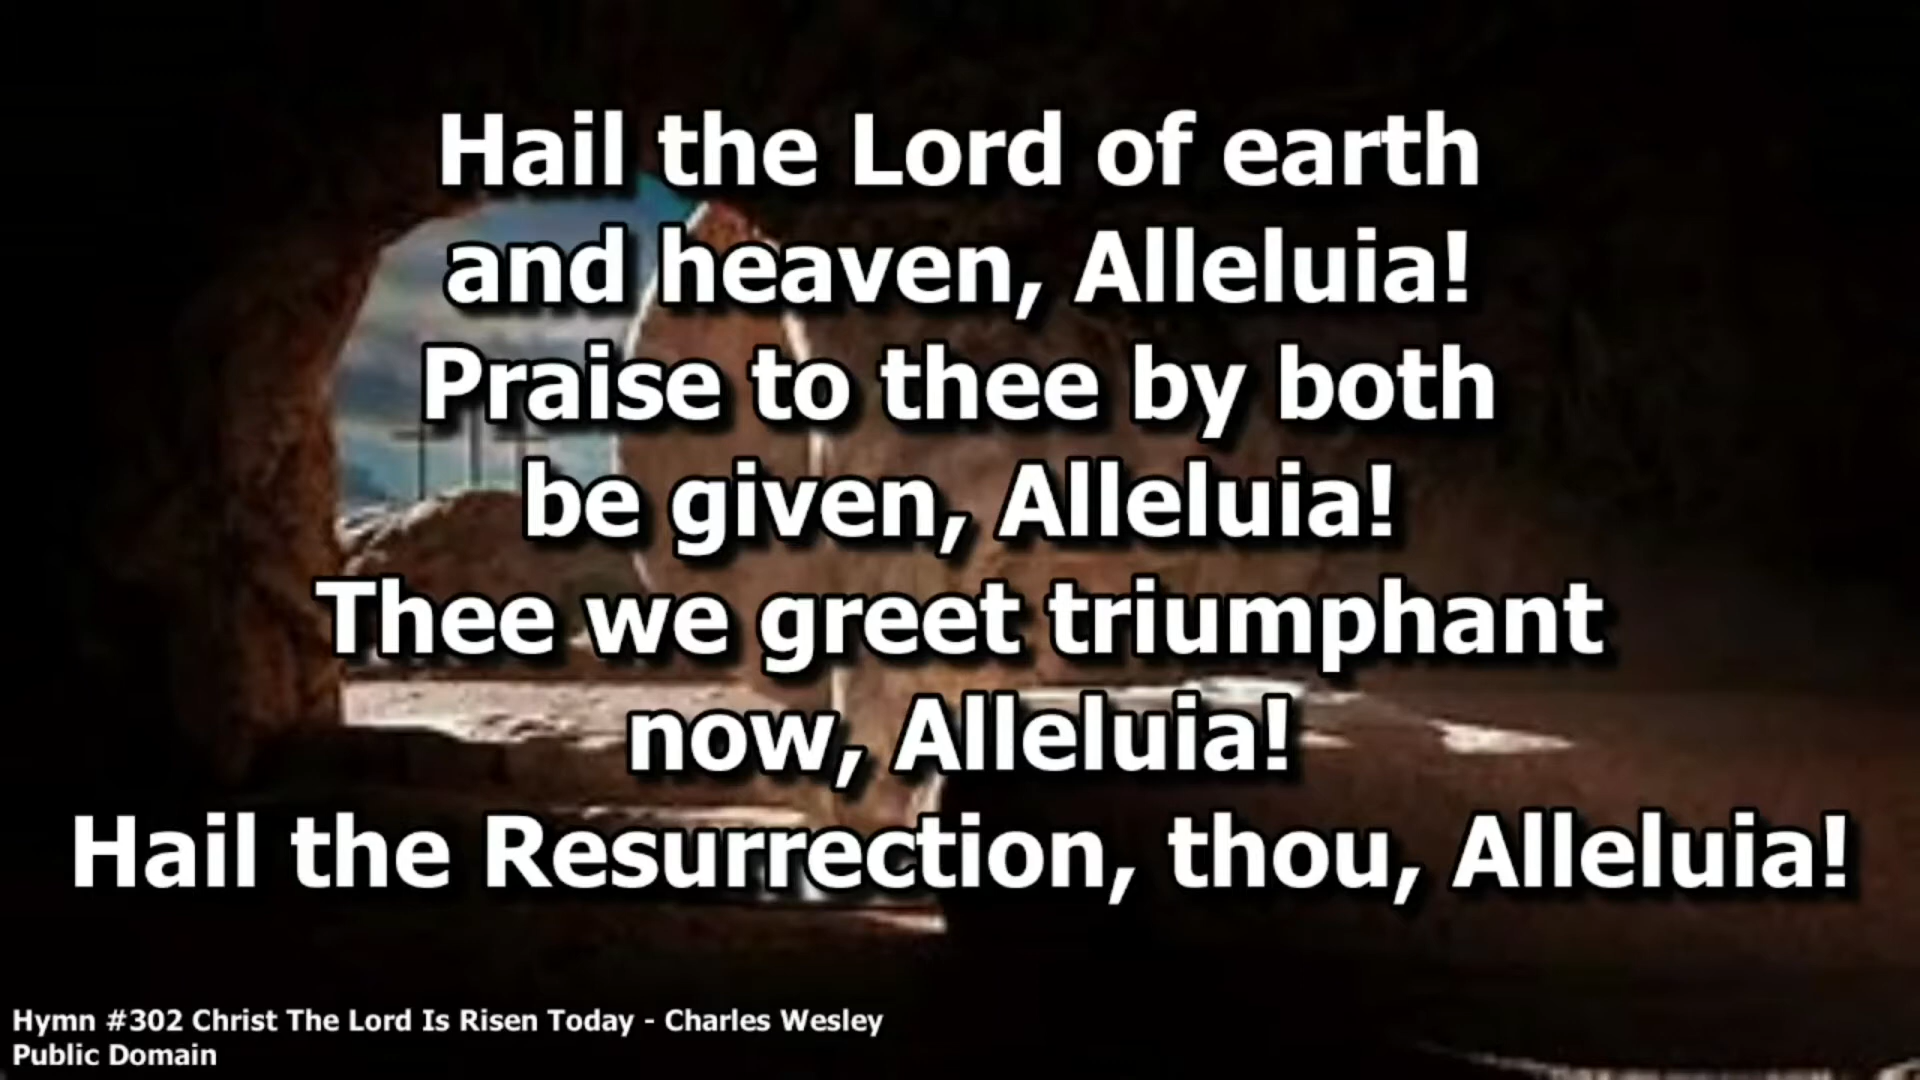 Hail the Lord of earth
and heaven, Alleluia!
Praise to thee by both
be given, Alleluia!
Thee we greet triumphant
now, Alleluia!
Hail the Resurrection, thou, Alleluia!
Hymn #302 Christ The Lord Is Risen Today - Charles Wesley
Public Domain